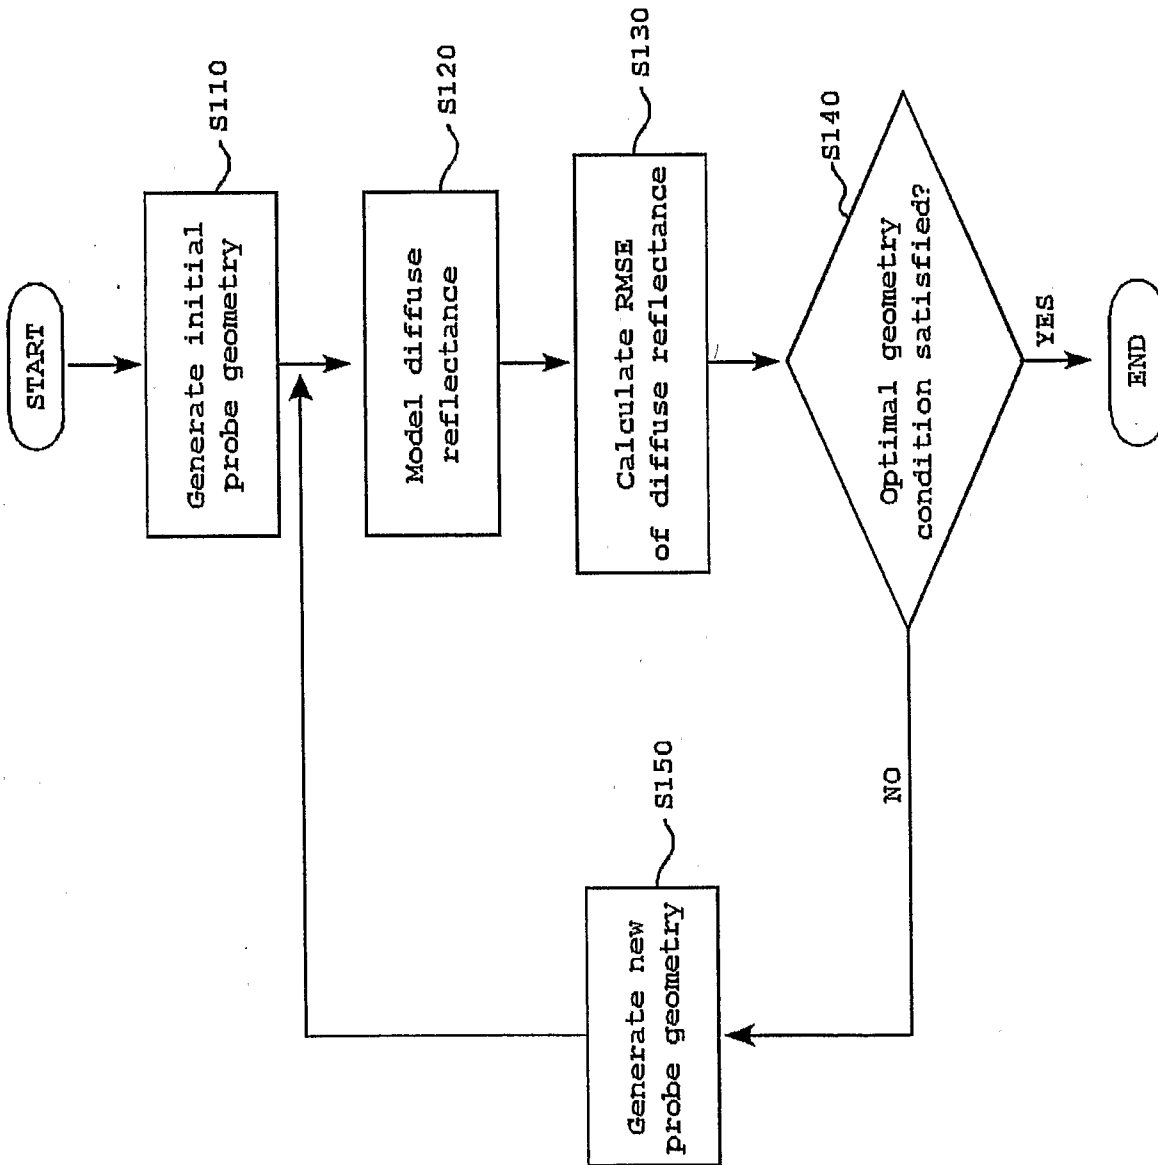 START
Generate initial
probe geometry
S110
Model diffuse
reflectance
S120
Calculate RMSE
of diffuse reflectance
S130
Optimal geometry
condition satisfied?
S140
YES
END
NO
Generate new
probe geometry
S150